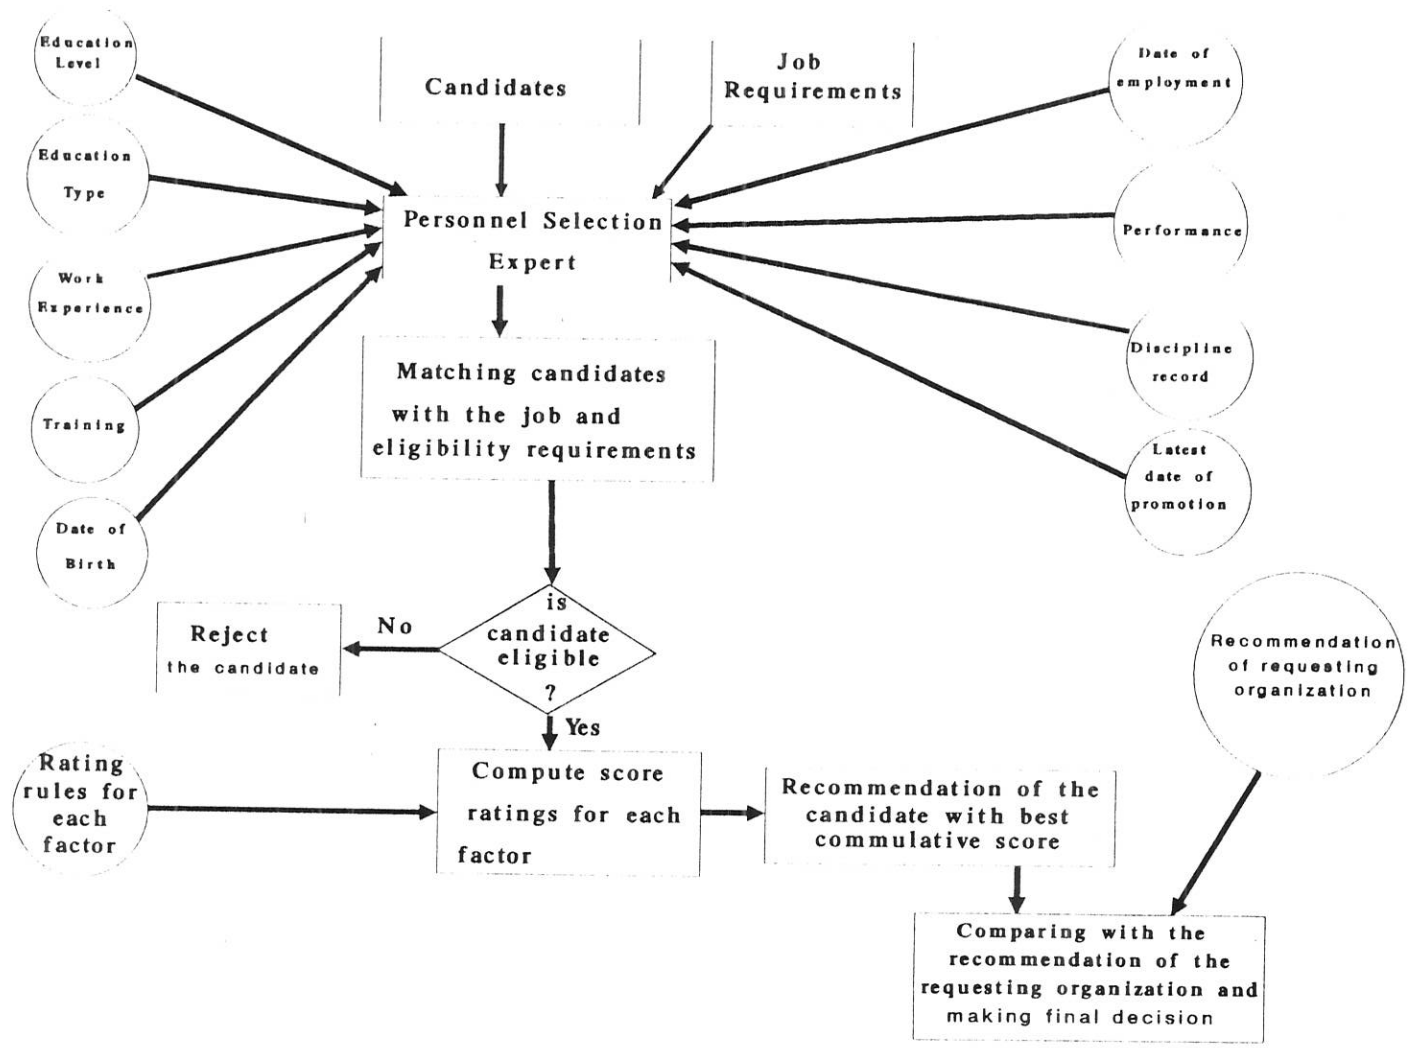 Education
Level
Candidates
Job
Requirements
Date of
employment
Education
Type
Personnel Selection
Expert
Performance
Work
Experience
Matching candidates
with the job and
eligibility requirements
Discipline
record
Training
Latest
date of
promotion
Date of
Birth
is
candidate
eligible
?
No
Reject
the candidate
Yes
Recommendation
of requesting
organization
Rating
rules for
each
factor
Compute score
ratings for each
factor
Recommendation of the
candidate with best
commulative score
Comparing with the
recommendation of the
requesting organization and
making final decision